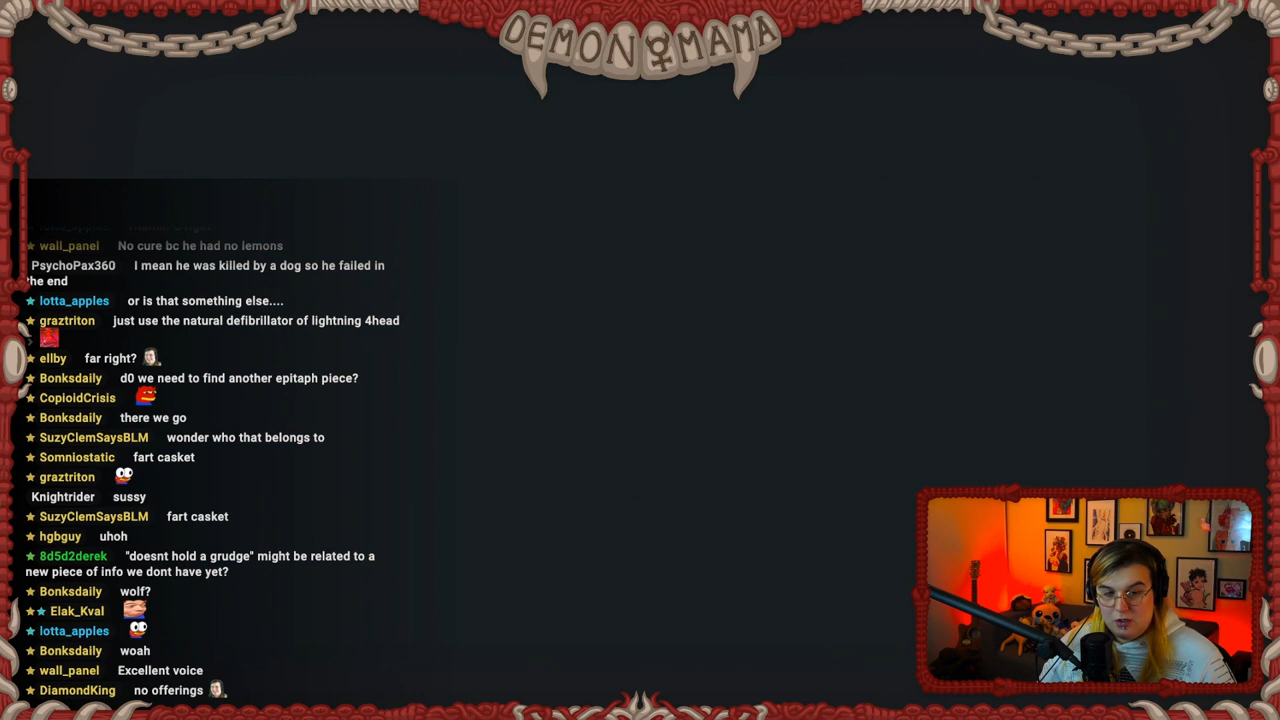 DEMON♀MAMA
wall_panel No cure bc he had no lemons
PsychoPax360 I mean he was killed by a dog so he failed in
the end
lotta_apples or is that something else....
graztriton just use the natural defibrillator of lightning 4head
ellby far right?
Bonksdaily d0 we need to find another epitaph piece?
CopioidCrisis
Bonksdaily there we go
SuzyClemSaysBLM wonder who that belongs to
Somniostatic fart casket
graztriton
Knightrider sussy
SuzyClemSaysBLM fart casket
hgbguy uhoh
8d5d2derek "doesnt hold a grudge" might be related to a
new piece of info we dont have yet?
Bonksdaily wolf?
Elak_Kval
lotta_apples
Bonksdaily woah
wall_panel Excellent voice
DiamondKing no offerings